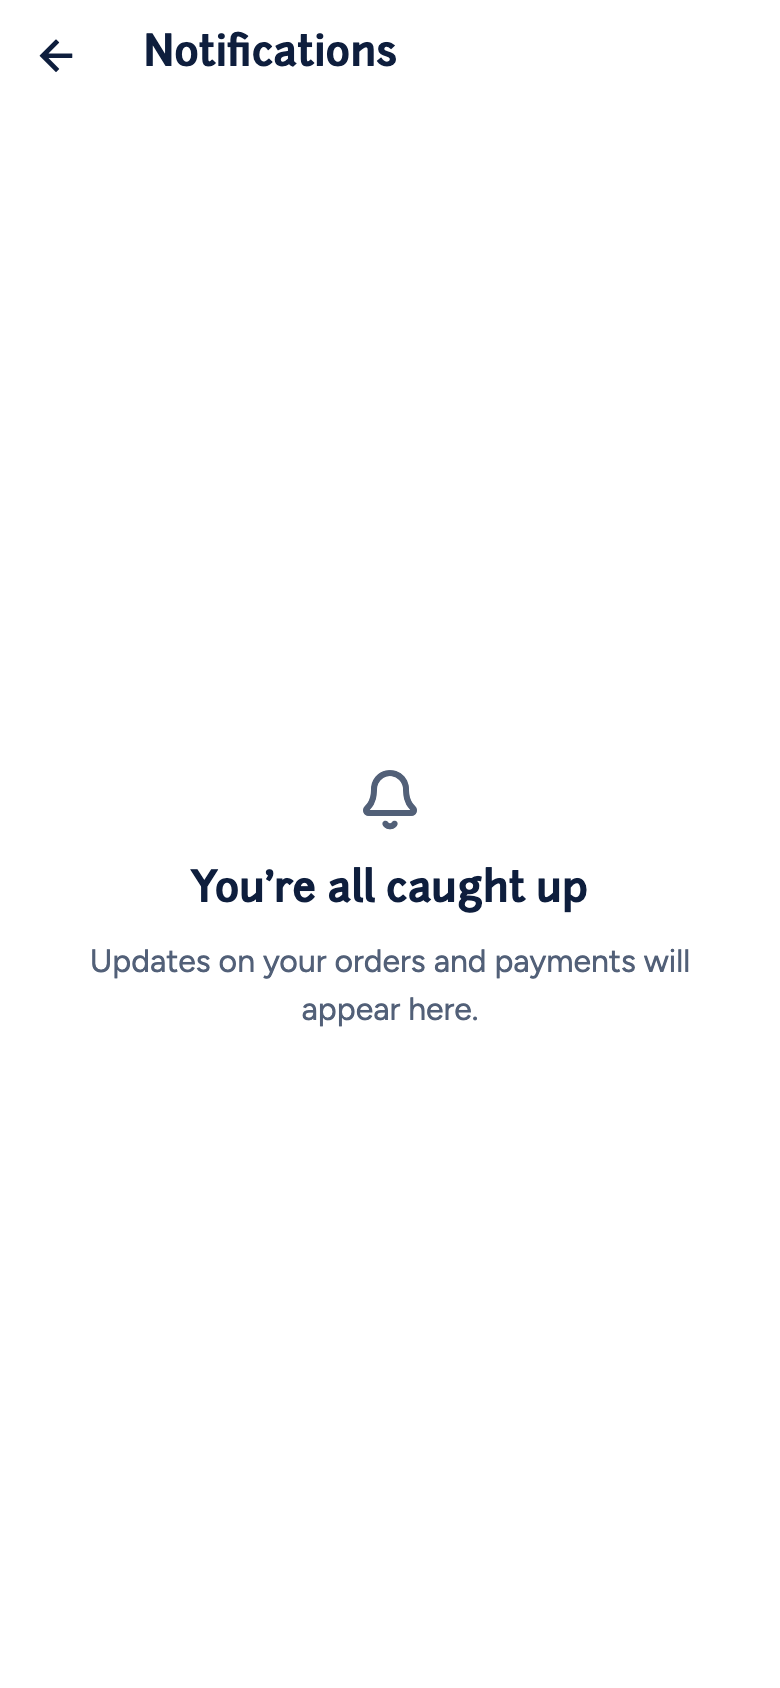 Notifications
You’re all caught up
Updates on your orders and payments will
appear here.